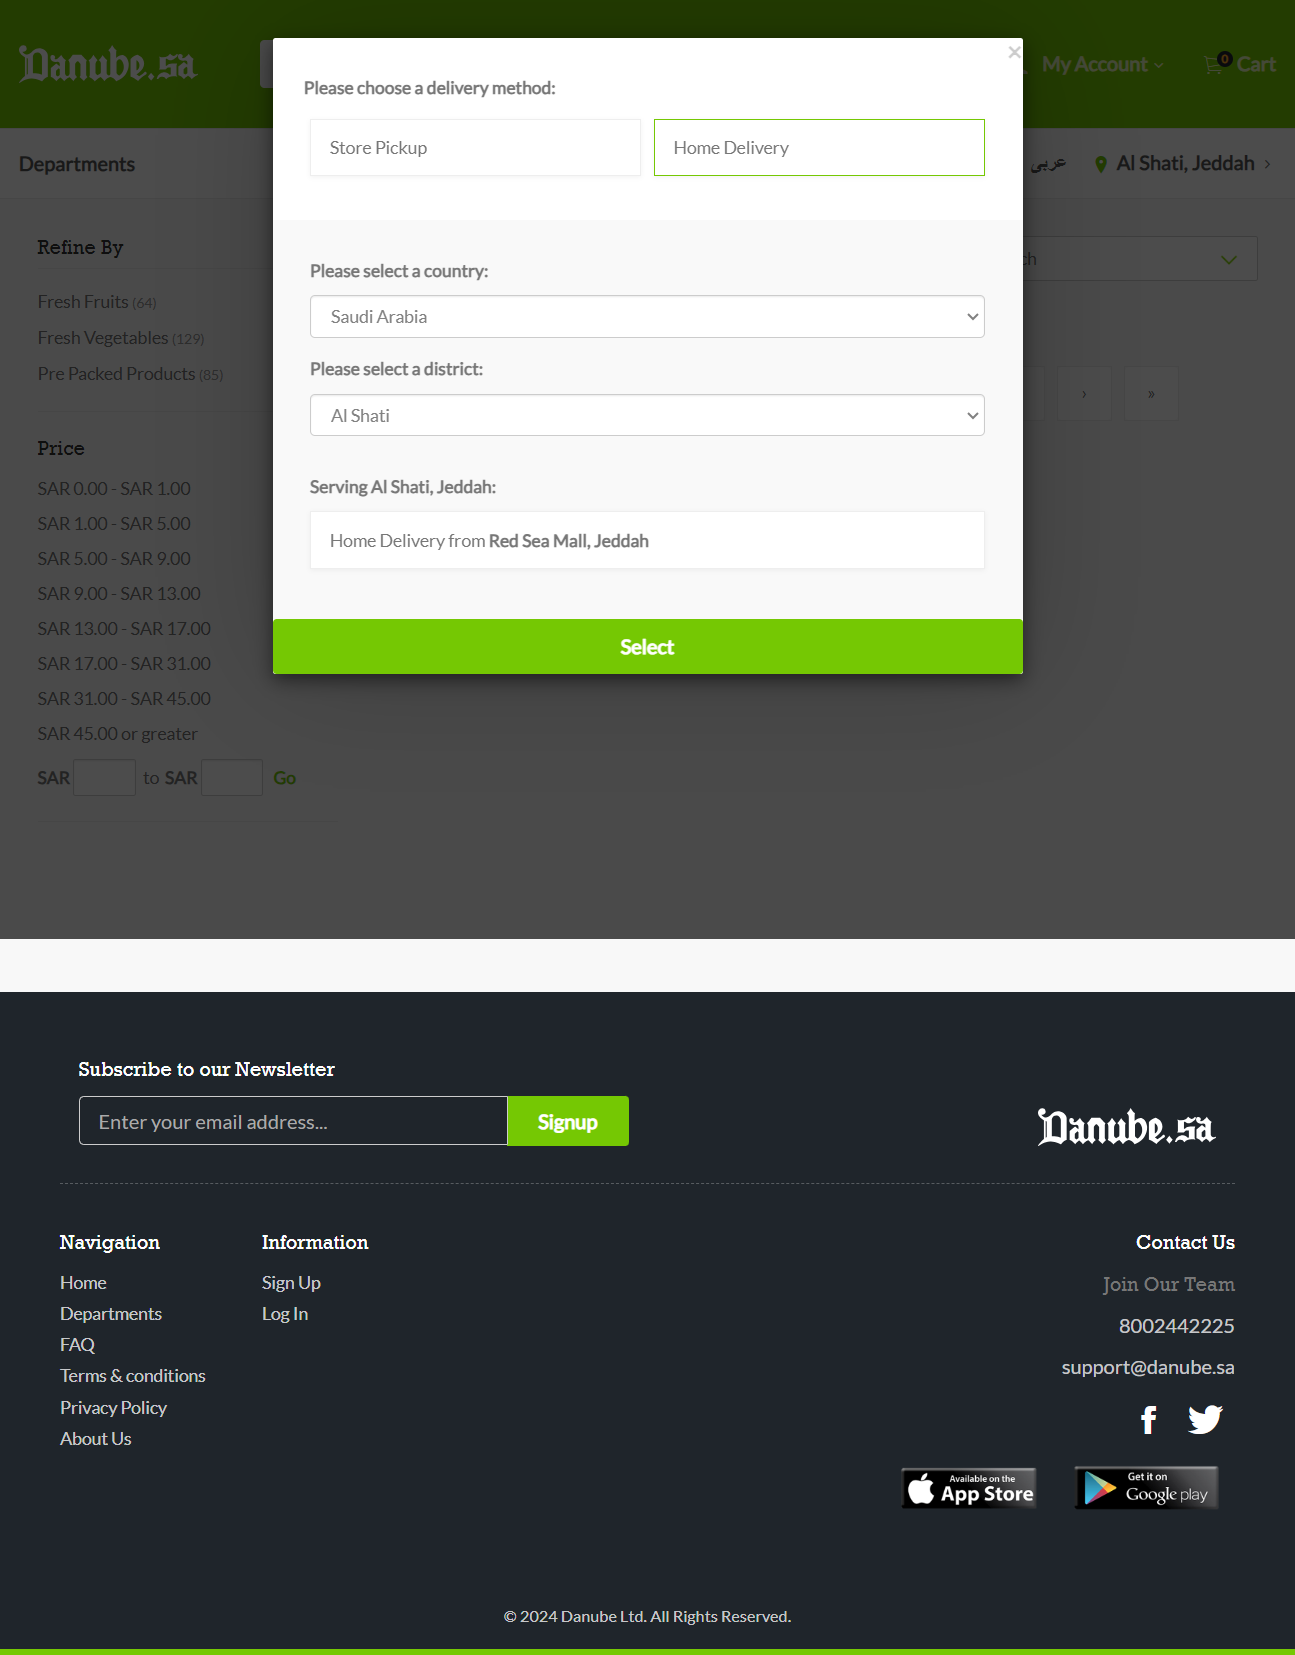 Danube.sa
My Account
0
Cart
×
Please choose a delivery method:
Store Pickup
Home Delivery
Departments
عربي
Al Shati, Jeddah
Refine By
Fresh Fruits (64)
Fresh Vegetables (129)
Pre Packed Products (85)
Please select a country:
Saudi Arabia
Please select a district:
Al Shati
Serving Al Shati, Jeddah:
Home Delivery from Red Sea Mall, Jeddah
Select
› »
Price
SAR 0.00 - SAR 1.00
SAR 1.00 - SAR 5.00
SAR 5.00 - SAR 9.00
SAR 9.00 - SAR 13.00
SAR 13.00 - SAR 17.00
SAR 17.00 - SAR 31.00
SAR 31.00 - SAR 45.00
SAR 45.00 or greater
SAR to SAR Go
Subscribe to our Newsletter
Enter your email address...
Signup
Danube.sa
Navigation
Home
Departments
FAQ
Terms & conditions
Privacy Policy
About Us
Information
Sign Up
Log In
Contact Us
Join Our Team
8002442225
support@danube.sa
Available on the
App Store
Get it on
Google play
© 2024 Danube Ltd. All Rights Reserved.